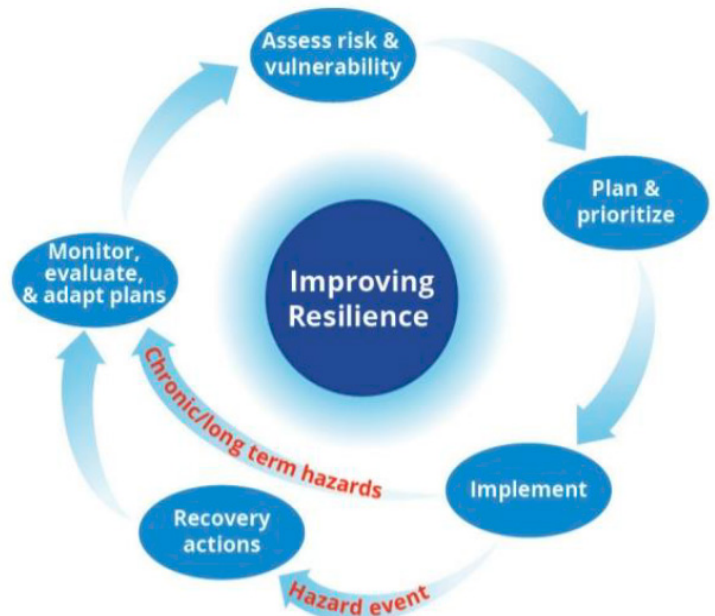 Assess risk &
vulnerability
Plan &
prioritize
Improving
Resilience
Monitor,
evaluate,
& adapt plans
Chronic/long term hazards
Implement
Recovery
actions
Hazard event